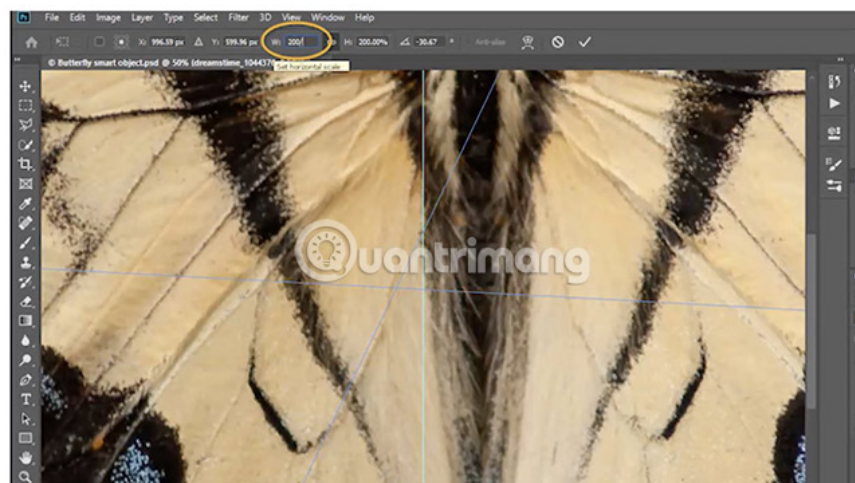 Ps File Edit Image Layer Type Select Filter 3D View Window Help
X: 996.59 px Y: 599.96 px W: 200/ H: 200.00% -30.67 ° Anti-alias
Set horizontal scale
© Butterfly smart object.psd @ 50%
Quantrimang
T